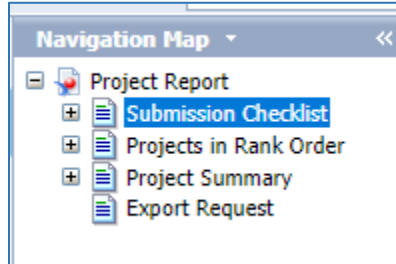 Navigation Map
Project Report
Submission Checklist
Projects in Rank Order
Project Summary
Export Request